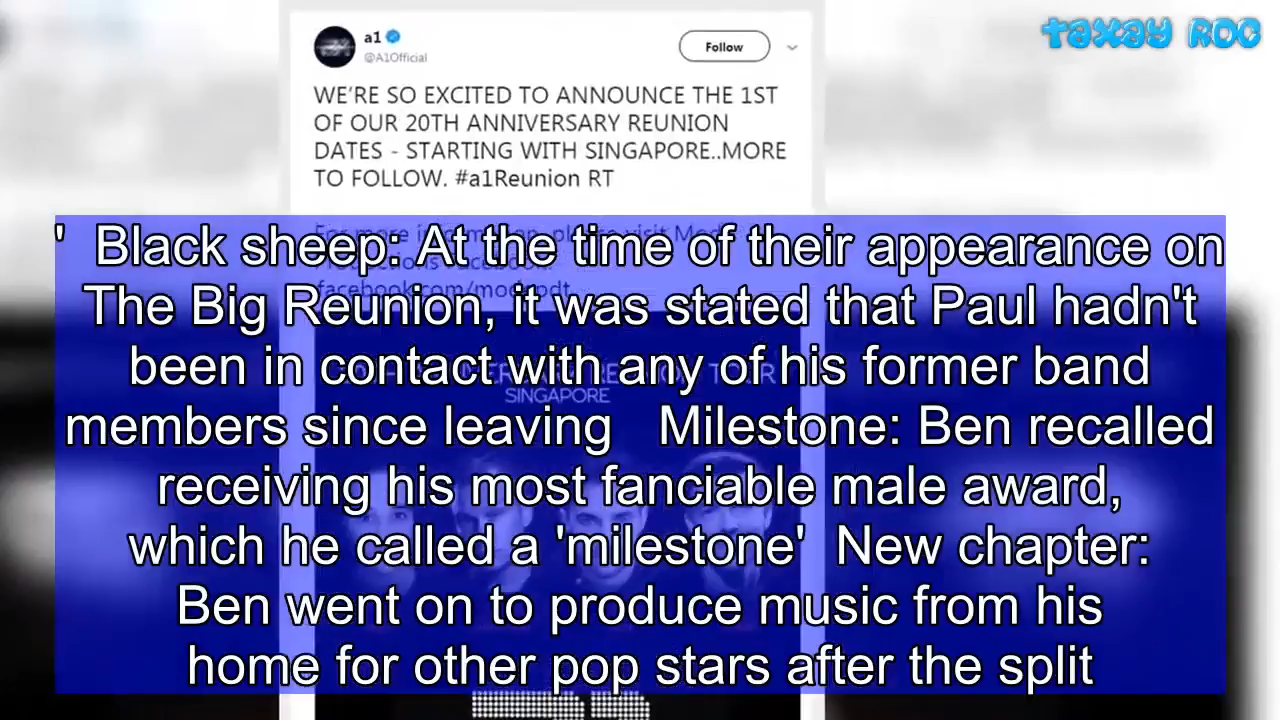 TaxAY ROC
a1
@A1Official
Follow
WE'RE SO EXCITED TO ANNOUNCE THE 1ST
OF OUR 20TH ANNIVERSARY REUNION
DATES - STARTING WITH SINGAPORE..MORE
TO FOLLOW. #a1Reunion RT
' Black sheep: At the time of their appearance on
The Big Reunion, it was stated that Paul hadn't
been in contact with any of his former band
members since leaving Milestone: Ben recalled
receiving his most fanciable male award,
which he called a 'milestone' New chapter:
Ben went on to produce music from his
home for other pop stars after the split
SINGAPORE